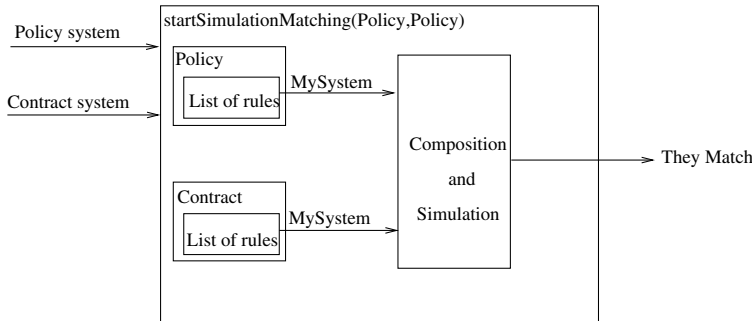 startSimulationMatching(Policy,Policy)
Policy system
Policy
MySystem
List of rules
Contract system
Composition
and
Simulation
They Match
Contract
MySystem
List of rules